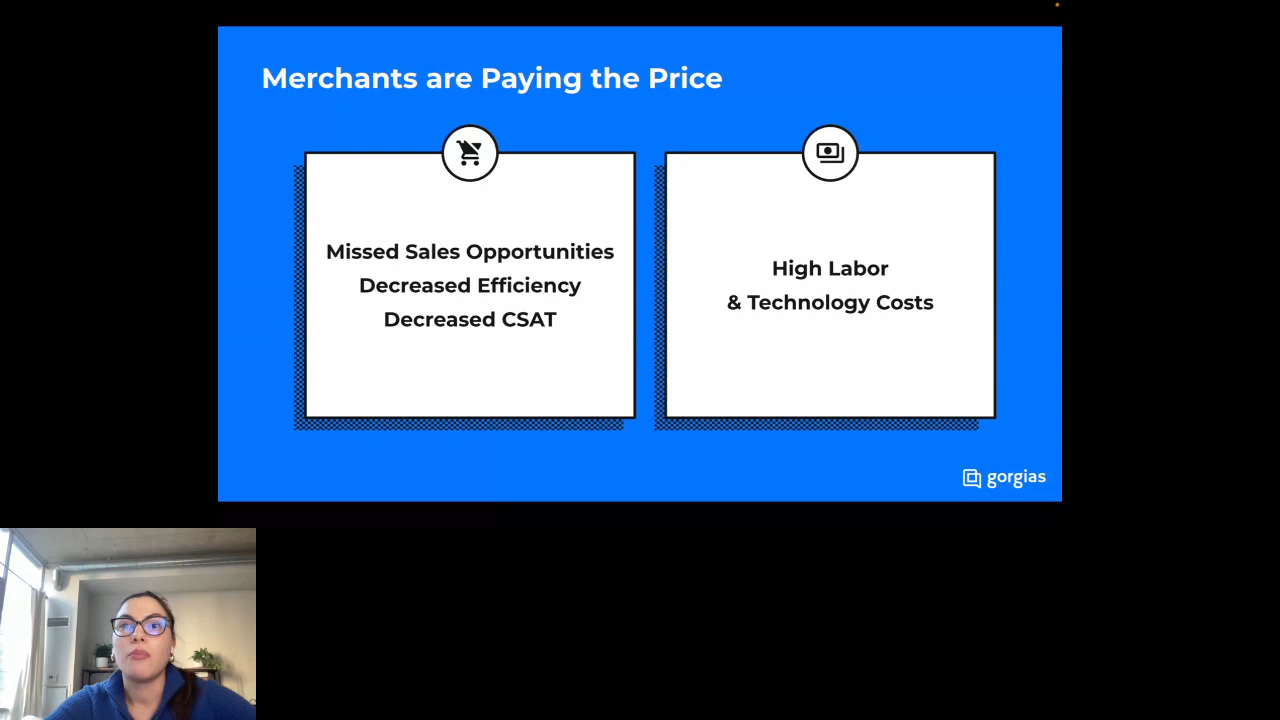 Merchants are Paying the Price
Missed Sales Opportunities
Decreased Efficiency
Decreased CSAT
High Labor
& Technology Costs
gorgias